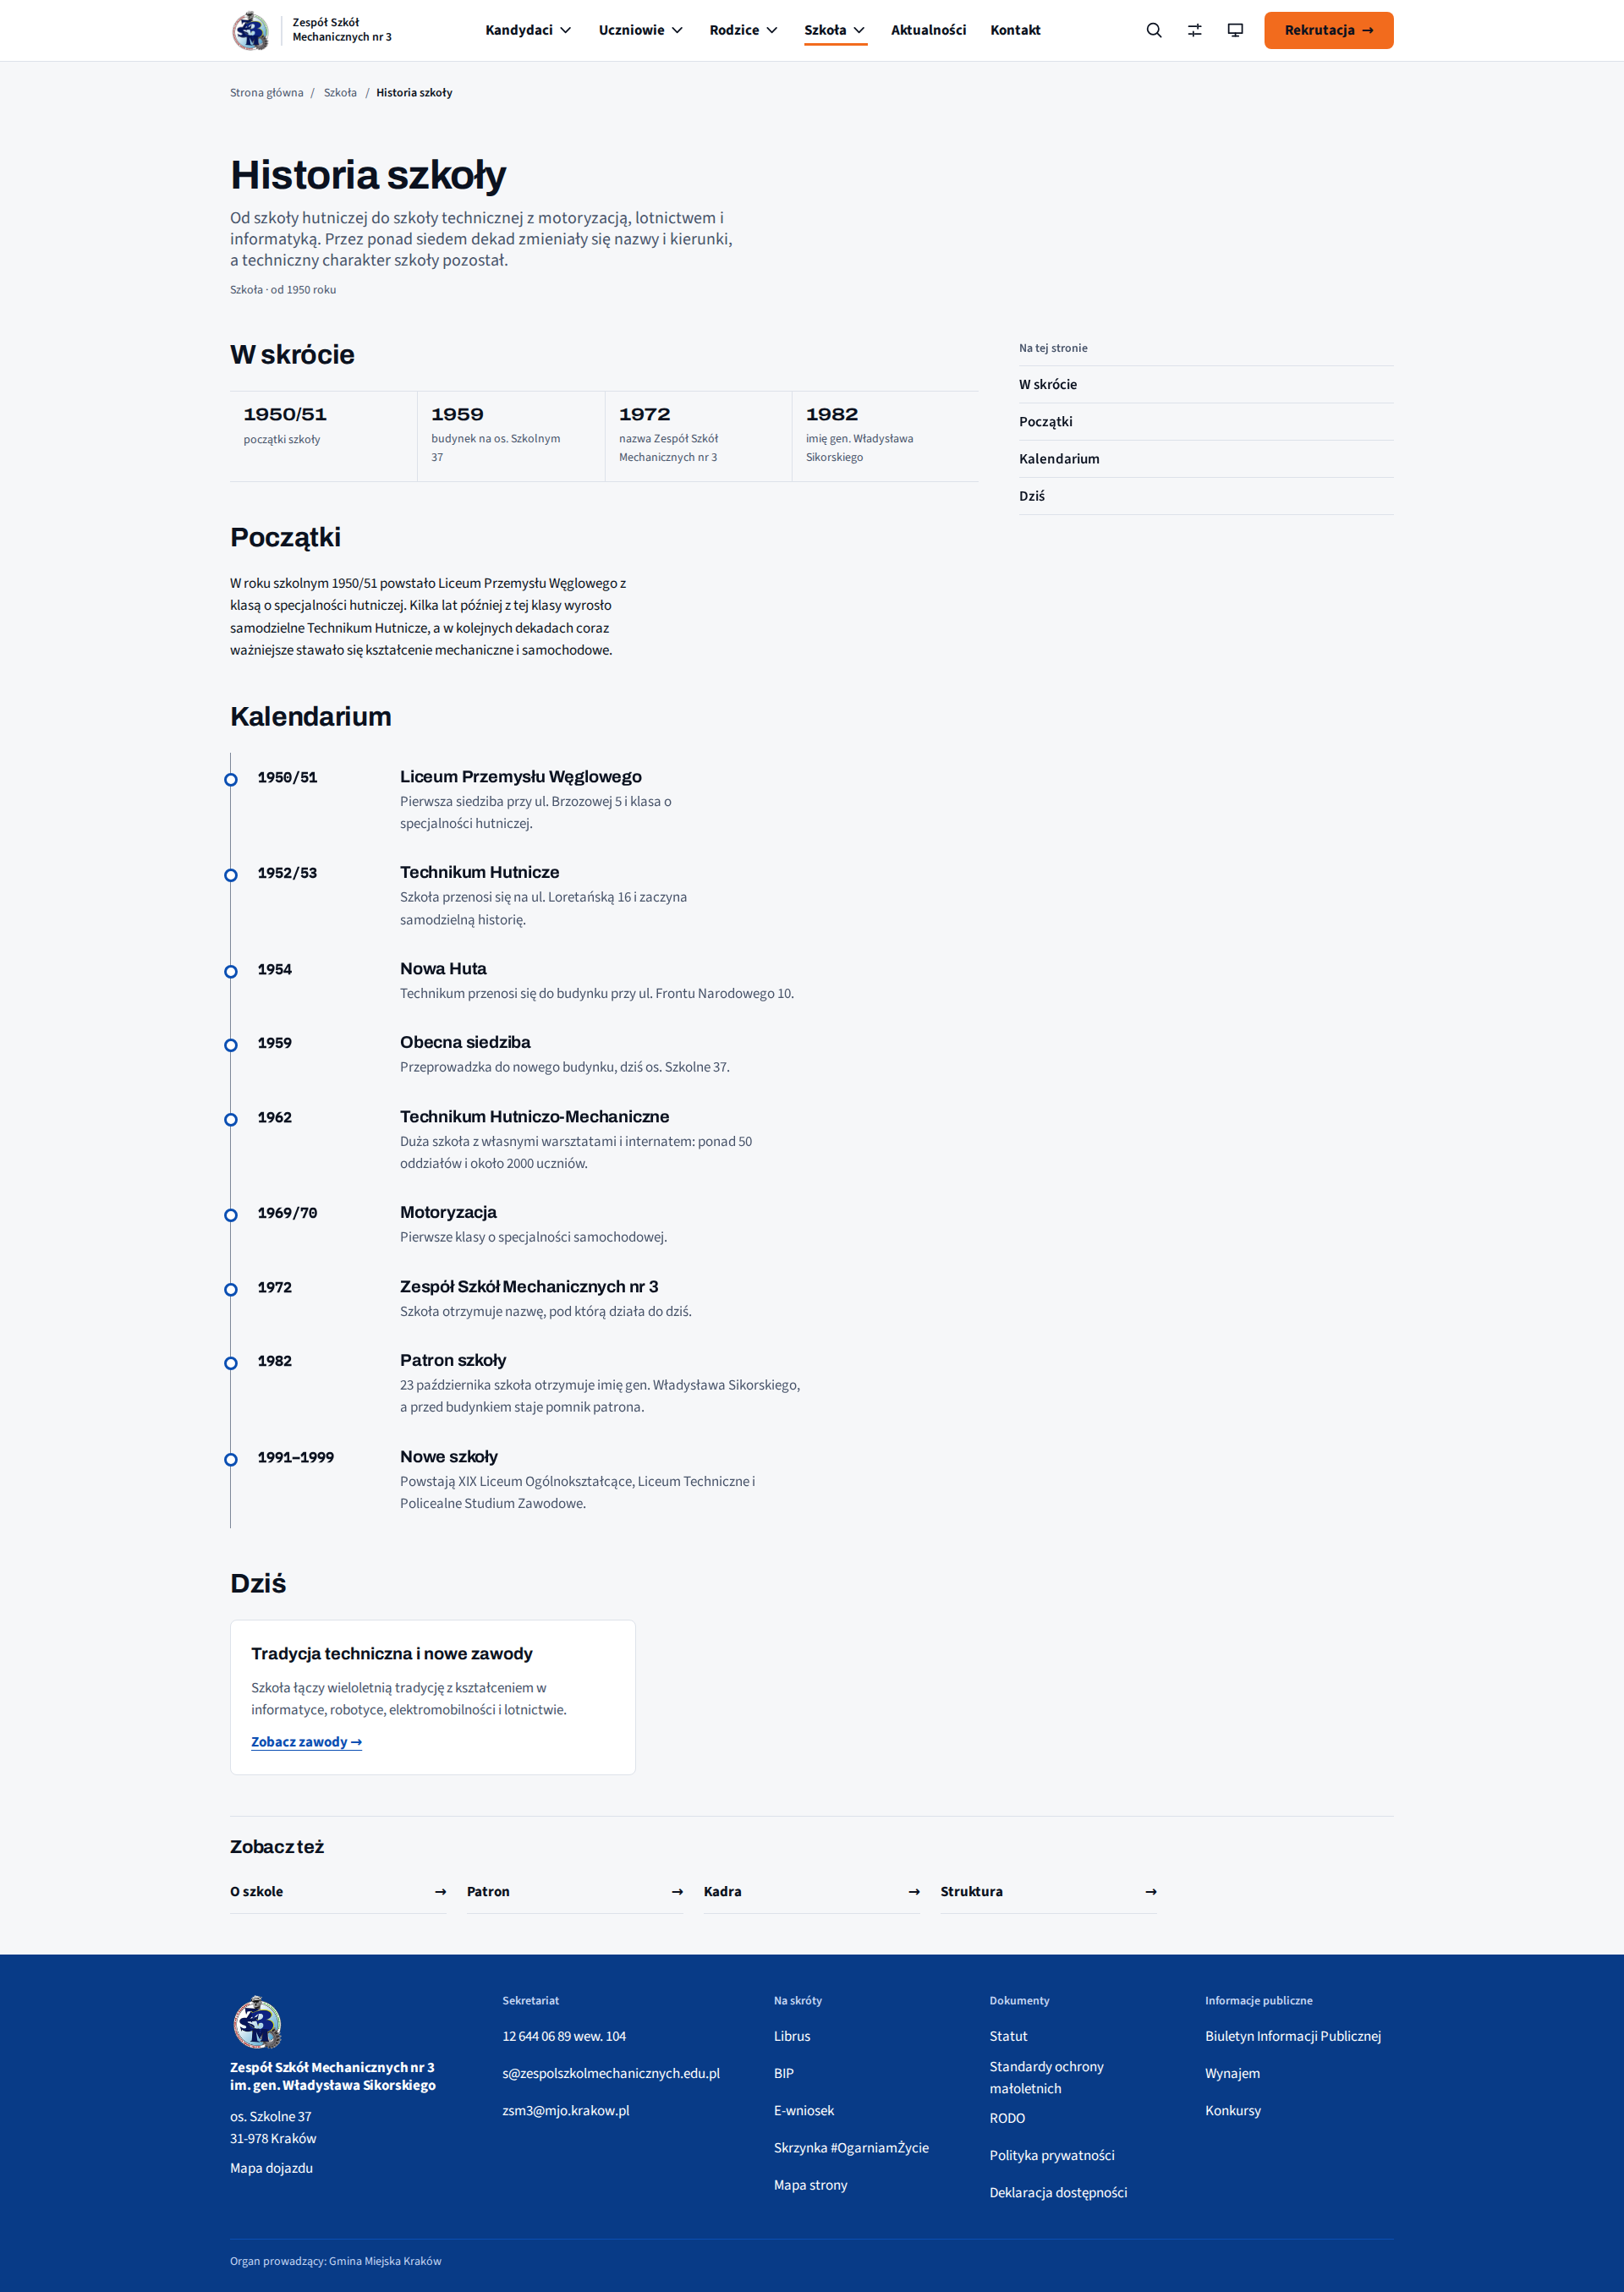 Zespół Szkół
Mechanicznych nr 3
Kandydaci
Uczniowie
Rodzice
Szkoła
Aktualności
Kontakt
Rekrutacja →
Strona główna / Szkoła / Historia szkoły
Historia szkoły
Od szkoły hutniczej do szkoły technicznej z motoryzacją, lotnictwem i
informatyką. Przez ponad siedem dekad zmieniały się nazwy i kierunki,
a techniczny charakter szkoły pozostał.
Szkoła · od 1950 roku
W skrócie
1950/51
początki szkoły
1959
budynek na os. Szkolnym
37
1972
nazwa Zespół Szkół
Mechanicznych nr 3
1982
imię gen. Władysława
Sikorskiego
Na tej stronie
W skrócie
Początki
Kalendarium
Dziś
Początki
W roku szkolnym 1950/51 powstało Liceum Przemysłu Węglowego z
klasą o specjalności hutniczej. Kilka lat później z tej klasy wyrosło
samodzielne Technikum Hutnicze, a w kolejnych dekadach coraz
ważniejsze stawało się kształcenie mechaniczne i samochodowe.
Kalendarium
1950/51
Liceum Przemysłu Węglowego
Pierwsza siedziba przy ul. Brzozowej 5 i klasa o
specjalności hutniczej.
1952/53
Technikum Hutnicze
Szkoła przenosi się na ul. Loretańską 16 i zaczyna
samodzielną historię.
1954
Nowa Huta
Technikum przenosi się do budynku przy ul. Frontu Narodowego 10.
1959
Obecna siedziba
Przeprowadzka do nowego budynku, dziś os. Szkolne 37.
1962
Technikum Hutniczo-Mechaniczne
Duża szkoła z własnymi warsztatami i internatem: ponad 50
oddziałów i około 2000 uczniów.
1969/70
Motoryzacja
Pierwsze klasy o specjalności samochodowej.
1972
Zespół Szkół Mechanicznych nr 3
Szkoła otrzymuje nazwę, pod którą działa do dziś.
1982
Patron szkoły
23 października szkoła otrzymuje imię gen. Władysława Sikorskiego,
a przed budynkiem staje pomnik patrona.
1991–1999
Nowe szkoły
Powstają XIX Liceum Ogólnokształcące, Liceum Techniczne i
Policealne Studium Zawodowe.
Dziś
Tradycja techniczna i nowe zawody
Szkoła łączy wieloletnią tradycję z kształceniem w
informatyce, robotyce, elektromobilności i lotnictwie.
Zobacz zawody →
Zobacz też
O szkole →
Patron →
Kadra →
Struktura →
Zespół Szkół Mechanicznych nr 3
im. gen. Władysława Sikorskiego
os. Szkolne 37
31-978 Kraków
Mapa dojazdu
Sekretariat
12 644 06 89 wew. 104
s@zespolszkolmechanicznych.edu.pl
zsm3@mjo.krakow.pl
Na skróty
Librus
BIP
E-wniosek
Skrzynka #OgarniamŻycie
Mapa strony
Dokumenty
Statut
Standardy ochrony
małoletnich
RODO
Polityka prywatności
Deklaracja dostępności
Informacje publiczne
Biuletyn Informacji Publicznej
Wynajem
Konkursy
Organ prowadzący: Gmina Miejska Kraków